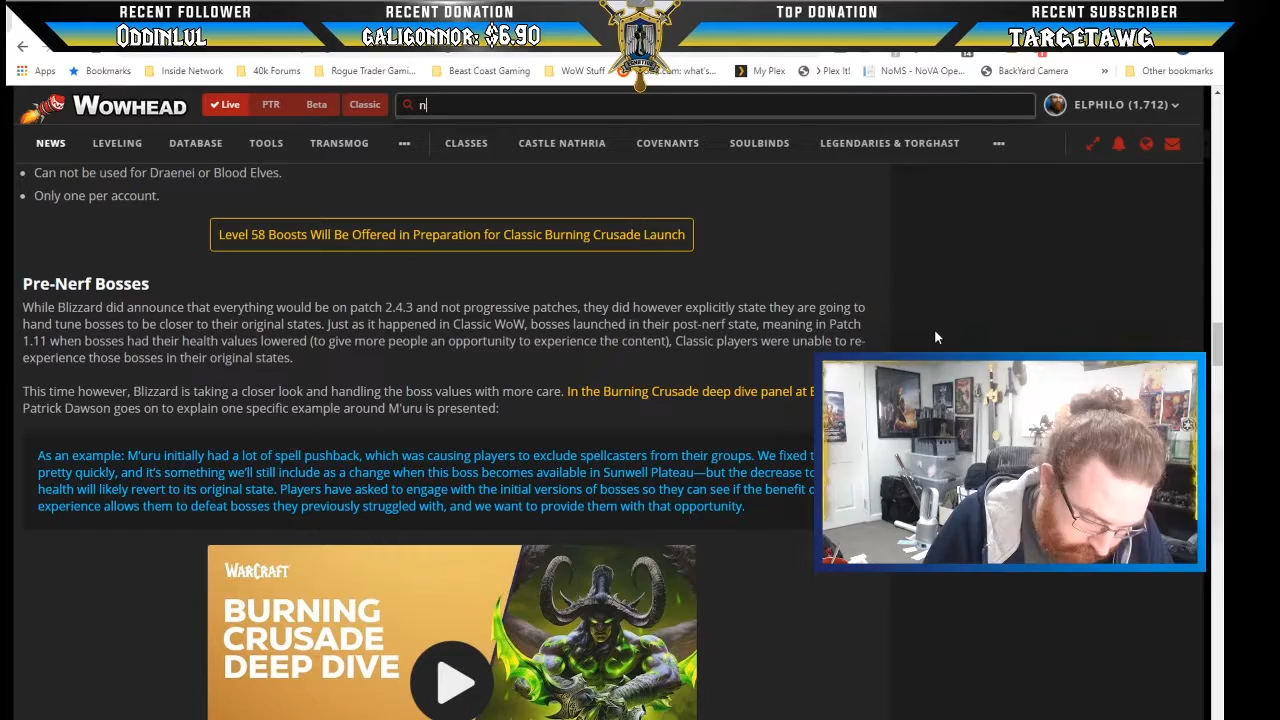 RECENT FOLLOWER
RECENT DONATION
TOP DONATION
RECENT SUBSCRIBER
ODDINLUL
GALIGONNOR: $6.90
TARGETAWG
Apps
Bookmarks
Inside Network
40k Forums
Rogue Trader Gami...
Beast Coast Gaming
WoW Stuff
.com: what's...
My Plex
Plex It!
NoMS - NoVA Ope...
BackYard Camera
»
Other bookmarks
WOWHEAD
Live
PTR
Beta
Classic
n
ELPHILO (1,712)
NEWS
LEVELING
DATABASE
TOOLS
TRANSMOG
CLASSES
CASTLE NATHRIA
COVENANTS
SOULBINDS
LEGENDARIES & TORGHAST
• Can not be used for Draenei or Blood Elves.
• Only one per account.
Level 58 Boosts Will Be Offered in Preparation for Classic Burning Crusade Launch
Pre-Nerf Bosses
While Blizzard did announce that everything would be on patch 2.4.3 and not progressive patches, they did however explicitly state they are going to
hand tune bosses to be closer to their original states. Just as it happened in Classic WoW, bosses launched in their post-nerf state, meaning in Patch
1.11 when bosses had their health values lowered (to give more people an opportunity to experience the content), Classic players were unable to re-
experience those bosses in their original states.
This time however, Blizzard is taking a closer look and handling the boss values with more care. In the Burning Crusade deep dive panel at
Patrick Dawson goes on to explain one specific example around M'uru is presented:
As an example: M'uru initially had a lot of spell pushback, which was causing players to exclude spellcasters from their groups. We fixed
pretty quickly, and it's something we'll still include as a change when this boss becomes available in Sunwell Plateau—but the decrease to
health will likely revert to its original state. Players have asked to engage with the initial versions of bosses so they can see if the benefit
experience allows them to defeat bosses they previously struggled with, and we want to provide them with that opportunity.
WARCRAFT
BURNING
CRUSADE
DEEP DIVE